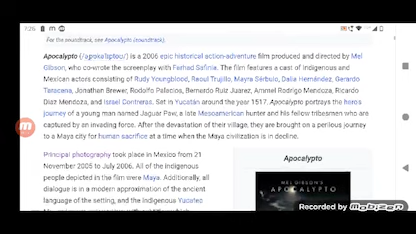 7:26
For the soundtrack, see Apocalypto (soundtrack).
Apocalypto (/əˌpɒkəˈlɪptoʊ/) is a 2006 epic historical action-adventure film produced and directed by Mel
Gibson, who co-wrote the screenplay with Farhad Safinia. The film features a cast of Indigenous and
Mexican actors consisting of Rudy Youngblood, Raoul Trujillo, Mayra Sérbulo, Dalia Hernández, Gerardo
Taracena, Jonathan Brewer, Rodolfo Palacios, Bernardo Ruiz Juarez, Ammel Rodrigo Mendoza, Ricardo
Diaz Mendoza, and Israel Contreras. Set in Yucatán around the year 1517, Apocalypto portrays the hero's
journey of a young man named Jaguar Paw, a late Mesoamerican hunter and his fellow tribesmen who are
captured by an invading force. After the devastation of their village, they are brought on a perilous journey
to a Maya city for human sacrifice at a time when the Maya civilization is in decline.
Principal photography took place in Mexico from 21
November 2005 to July 2006. All of the indigenous
people depicted in the film were Maya. Additionally, all
dialogue is in a modern approximation of the ancient
language of the setting, and the Indigenous Yucatec
Apocalypto
MEL GIBSON'S
APOCALYPTO
Recorded by
MOBIZEN